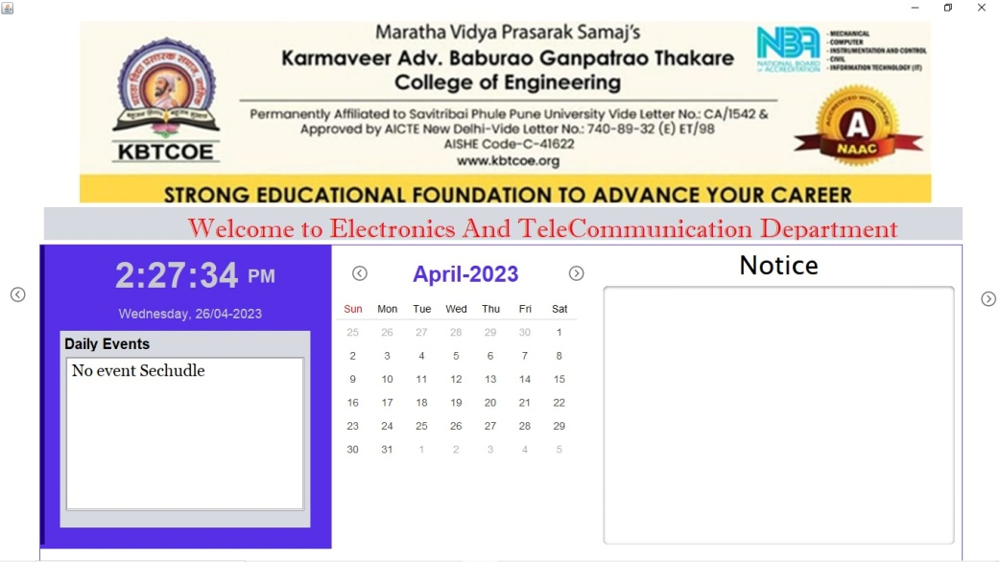 Maratha Vidya Prasarak Samaj's
Karmaveer Adv. Baburao Ganpatrao Thakare
College of Engineering
Permanently Affiliated to Savitribai Phule Pune University Vide Letter No.: CA/1542 &
Approved by AICTE New Delhi-Vide Letter No.: 740-89-32 (E) ET/98
AISHE Code-C-41622
www.kbtcoe.org
KBTCOE
NBA
NATIONAL BOARD
of ACCREDITATION
- MECHANICAL
- COMPUTER
- INSTRUMENTATION AND CONTROL
- CIVIL
- INFORMATION TECHNOLOGY (IT)
ACCREDITED WITH GRADE
A
NAAC
STRONG EDUCATIONAL FOUNDATION TO ADVANCE YOUR CAREER
Welcome to Electronics And TeleCommunication Department
2:27:34 PM
Wednesday, 26/04-2023
Daily Events
No event Sechudle
April-2023
Sun Mon Tue Wed Thu Fri Sat
25 26 27 28 29 30 1
2 3 4 5 6 7 8
9 10 11 12 13 14 15
16 17 18 19 20 21 22
23 24 25 26 27 28 29
30 31 1 2 3 4 5
Notice